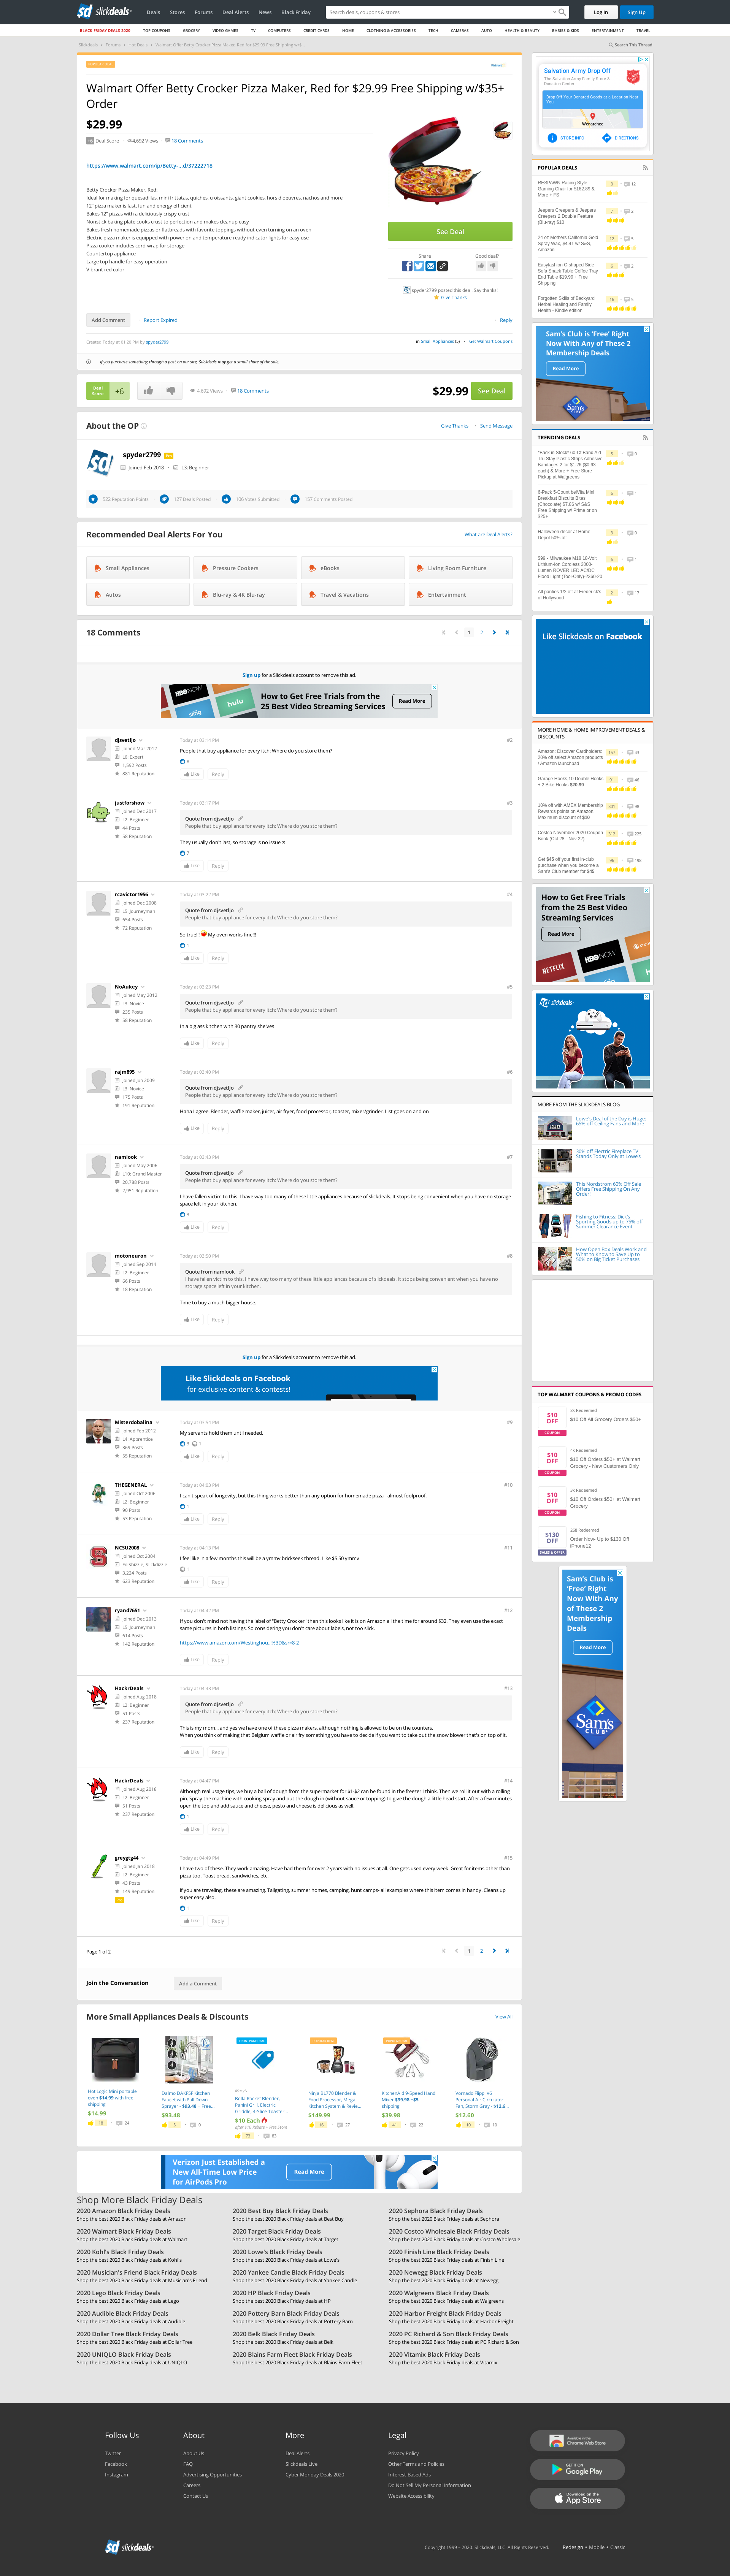 slickdeals
Deals Stores Forums Deal Alerts News Black Friday
Search deals, coupons & stores
Log In
Sign Up
BLACK FRIDAY DEALS 2020 TOP COUPONS GROCERY VIDEO GAMES TV COMPUTERS CREDIT CARDS HOME CLOTHING & ACCESSORIES TECH CAMERAS AUTO HEALTH & BEAUTY BABIES & KIDS ENTERTAINMENT TRAVEL
Search This Thread
Walmart Offer Betty Crocker Pizza Maker, Red for $29.99 Free Shipping w/$35+ Order
$29.99
Deal Score 4,692 Views 18 Comments
https://www.walmart.com/ip/Betty-...d/37222718
Betty Crocker Pizza Maker, Red:
Ideal for making for quesadillas, mini frittatas, quiches, croissants, giant cookies, hors d'oeuvres, nachos and more
12" pizza maker is fast, fun and energy efficient
Bakes 12" pizzas with a deliciously crispy crust
Nonstick baking plate cooks crust to perfection and makes cleanup easy
Bakes fresh homemade pizzas or flatbreads with favorite toppings without even turning on an oven
Electric pizza maker is equipped with power on and temperature-ready indicator lights for easy use
Pizza cooker includes cord-wrap for storage
Countertop appliance
Large top handle for easy operation
Vibrant red color
See Deal
Share Good deal?
spyder2799 posted this deal. Say thanks!
Give Thanks
Add Comment Report Expired Reply
Created Today at 01:20 PM by spyder2799
in Small Appliances (5) Get Walmart Coupons
If you purchase something through a post on our site, Slickdeals may get a small share of the sale.
Deal Score +6 4,692 Views 18 Comments $29.99 See Deal
About the OP Give Thanks Send Message
spyder2799
Joined Feb 2018 L3: Beginner
522 Reputation Points 127 Deals Posted 100 Votes Submitted 157 Comments Posted
Recommended Deal Alerts For You What are Deal Alerts?
Small Appliances Pressure Cookers eBooks Living Room Furniture
Autos Blu-ray & 4K Blu-ray Travel & Vacations Entertainment
18 Comments 1 2
Sign up for a Slickdeals account to remove this ad.
How to Get Free Trials from the 25 Best Video Streaming Services
Read More
djsvetljo Today at 03:14 PM #2
Joined Mar 2012
L6: Expert
1,592 Posts
881 Reputation
People that buy appliance for every itch: Where do you store them?
Like Reply
justforshow Today at 03:17 PM #3
Joined Dec 2017
L2: Beginner
44 Posts
58 Reputation
Quote from djsvetljo
People that buy appliance for every itch: Where do you store them?
They usually don't last, so storage is no issue :s
7
Like Reply
rcavictor1956 Today at 03:22 PM #4
Joined Dec 2008
L5: Journeyman
654 Posts
72 Reputation
Quote from djsvetljo
People that buy appliance for every itch: Where do you store them?
So true!!! My oven works fine!!!
1
Like Reply
NoAukey Today at 03:23 PM #5
Joined May 2012
L3: Novice
235 Posts
58 Reputation
Quote from djsvetljo
People that buy appliance for every itch: Where do you store them?
In a big ass kitchen with 30 pantry shelves
Like Reply
rajm895 Today at 03:40 PM #6
Joined Jun 2009
L3: Novice
175 Posts
191 Reputation
Quote from djsvetljo
People that buy appliance for every itch: Where do you store them?
Haha I agree. Blender, waffle maker, juicer, air fryer, food processor, toaster, mixer/grinder. List goes on and on
Like Reply
namlook Today at 03:43 PM #7
Joined May 2006
L10: Grand Master
20,788 Posts
2,951 Reputation
Quote from djsvetljo
People that buy appliance for every itch: Where do you store them?
I have fallen victim to this. I have way too many of these little appliances because of slickdeals. It stops being convenient when you have no storage space left in your kitchen.
3
Like Reply
motoneuron Today at 03:50 PM #8
Joined Sep 2014
L2: Beginner
66 Posts
18 Reputation
Quote from namlook
I have fallen victim to this. I have way too many of these little appliances because of slickdeals. It stops being convenient when you have no storage space left in your kitchen.
Time to buy a much bigger house.
Like Reply
Sign up for a Slickdeals account to remove this ad.
Like Slickdeals on Facebook
for exclusive content & contests!
Misterdobalina Today at 03:54 PM #9
Joined Feb 2012
L4: Apprentice
369 Posts
55 Reputation
My servants hold them until needed.
3 1
Like Reply
THEGENERAL Today at 04:03 PM #10
Joined Oct 2006
L2: Beginner
90 Posts
53 Reputation
I can't speak of longevity, but this thing works better than any option for homemade pizza - almost foolproof.
1
Like Reply
NCSU2008 Today at 04:13 PM #11
Joined Oct 2004
Fo Shizzle, Slickdizzle
3,224 Posts
623 Reputation
I feel like in a few months this will be a ymmv brickseek thread. Like $5.50 ymmv
1
Like Reply
ryand7651 Today at 04:42 PM #12
Joined Dec 2013
L5: Journeyman
614 Posts
142 Reputation
If you don't mind not having the label of "Betty Crocker" then this looks like it is on Amazon all the time for around $32. They even use the exact same pictures in both listings. So considering you don't care about labels, not too slick.
https://www.amazon.com/Westinghou...%3D&sr=8-2
Like Reply
HackrDeals Today at 04:43 PM #13
Joined Aug 2018
L2: Beginner
51 Posts
237 Reputation
Quote from djsvetljo
People that buy appliance for every itch: Where do you store them?
This is my mom... and yes we have one of these pizza makers, although nothing is allowed to be on the counters.
When you think of making that Belgium waffle or air fry something you have to decide if you want to take out the snow blower that's on top of it.
Like Reply
HackrDeals Today at 04:47 PM #14
Joined Aug 2018
L2: Beginner
51 Posts
237 Reputation
Although real usage tips, we buy a ball of dough from the supermarket for $1-$2 can be found in the freezer I think. Then we roll it out with a rolling pin. Spray the machine with cooking spray and put the dough in (without sauce or topping) to give the dough a little head start. After a few minutes open the top and add sauce and cheese, pesto and cheese is delicious as well.
1
Like Reply
greygtg44 Today at 04:49 PM #15
Joined Jan 2018
L2: Beginner
43 Posts
149 Reputation
I have two of these. They work amazing. Have had them for over 2 years with no issues at all. One gets used every week. Great for items other than pizza too. Toast bread, sandwiches, etc.
If you are traveling, these are amazing. Tailgating, summer homes, camping, hunt camps- all examples where this item comes in handy. Cleans up super easy also.
1
Like Reply
Page 1 of 2 1 2
Join the Conversation Add a Comment
More Small Appliances Deals & Discounts View All
Hot Logic Mini portable oven $14.99 with free shipping
$14.99
18 24
Dalmo DAKF5F Kitchen Faucet with Pull Down Sprayer - $93.48 + Free...
$93.48
Bella Rocket Blender, Panini Grill, Electric Griddle, 4-Slice Toaster...
$10 Each
after $10 Rebate + Free Store
73 83
Ninja BL770 Blender & Food Processor, Mega Kitchen System & Revie...
$149.99
KitchenAid 9-Speed Hand Mixer $39.98 +$5 shipping
$39.98
Vornado Flippi V6 Personal Air Circulator Fan, Storm Gray - $12.6...
$12.60
Verizon Just Established a New All-Time Low Price for AirPods Pro
Read More
Shop More Black Friday Deals
2020 Amazon Black Friday Deals
Shop the best 2020 Black Friday deals at Amazon
2020 Best Buy Black Friday Deals
Shop the best 2020 Black Friday deals at Best Buy
2020 Sephora Black Friday Deals
Shop the best 2020 Black Friday deals at Sephora
2020 Walmart Black Friday Deals
Shop the best 2020 Black Friday deals at Walmart
2020 Target Black Friday Deals
Shop the best 2020 Black Friday deals at Target
2020 Costco Wholesale Black Friday Deals
Shop the best 2020 Black Friday deals at Costco Wholesale
2020 Kohl's Black Friday Deals
Shop the best 2020 Black Friday deals at Kohl's
2020 Lowe's Black Friday Deals
Shop the best 2020 Black Friday deals at Lowe's
2020 Finish Line Black Friday Deals
Shop the best 2020 Black Friday deals at Finish Line
2020 Musician's Friend Black Friday Deals
Shop the best 2020 Black Friday deals at Musician's Friend
2020 Yankee Candle Black Friday Deals
Shop the best 2020 Black Friday deals at Yankee Candle
2020 Newegg Black Friday Deals
Shop the best 2020 Black Friday deals at Newegg
2020 Lego Black Friday Deals
Shop the best 2020 Black Friday deals at Lego
2020 HP Black Friday Deals
Shop the best 2020 Black Friday deals at HP
2020 Walgreens Black Friday Deals
Shop the best 2020 Black Friday deals at Walgreens
2020 Audible Black Friday Deals
Shop the best 2020 Black Friday deals at Audible
2020 Pottery Barn Black Friday Deals
Shop the best 2020 Black Friday deals at Pottery Barn
2020 Harbor Freight Black Friday Deals
Shop the best 2020 Black Friday deals at Harbor Freight
2020 Dollar Tree Black Friday Deals
Shop the best 2020 Black Friday deals at Dollar Tree
2020 Belk Black Friday Deals
Shop the best 2020 Black Friday deals at Belk
2020 PC Richard & Son Black Friday Deals
Shop the best 2020 Black Friday deals at PC Richard & Son
2020 UNIQLO Black Friday Deals
Shop the best 2020 Black Friday deals at UNIQLO
2020 Blains Farm Fleet Black Friday Deals
Shop the best 2020 Black Friday deals at Blains Farm Fleet
2020 Vitamix Black Friday Deals
Shop the best 2020 Black Friday deals at Vitamix
Salvation Army Drop Off
The Salvation Army Family Store & Donation Center
Drop Off Your Donated Goods at a Location Near You
Wenatchee
STORE INFO DIRECTIONS
POPULAR DEALS
RESPAWN Racing Style Gaming Chair for $162.69 & More + FS
Jeepers Creepers & Jeepers Creepers 2 Double Feature (Blu-ray) $10
24 oz Mothers California Gold Spray Wax, $4.41 w/ S&S, Amazon
Easyfashion C-shaped Side Sofa Snack Table Coffee Tray End Table $19.99 + Free Shipping
Forgotten Skills of Backyard Herbal Healing and Family Health - Kindle edition
Sam's Club is 'Free' Right Now With Any of These 2 Membership Deals
Read More
TRENDING DEALS
*Back in Stock* 60-Ct Band Aid Tru-Stay Plastic Strips Adhesive Bandages 2 for $1.26 ($0.63 each) & More + Free Store Pickup at Walgreens
6-Pack 5-Count belVita Mini Breakfast Biscuits Bites (Chocolate) $7.86 w/ S&S + Free Shipping w/ Prime or on $25+
Halloween decor at Home Depot 50% off
$99 - Milwaukee M18 18-Volt Lithium-Ion Cordless 3000-Lumen ROVER LED AC/DC Flood Light (Tool-Only)-2360-20
All panties 1/2 off at Frederick's of Hollywood
Like Slickdeals on Facebook
MORE HOME & HOME IMPROVEMENT DEALS & DISCOUNTS
Amazon: Discover Cardholders: 20% off select Amazon products / Amazon launchpad
Garage Hooks,10 Double Hooks + 2 Bike Hooks $20.99
10% off with AMEX Membership Rewards points on Amazon. Maximum discount of $10
Costco November 2020 Coupon Book (Oct 28 - Nov 22)
Get $45 off your first in-club purchase when you become a Sam's Club member for $45
How to Get Free Trials from the 25 Best Video Streaming Services
Read More
NETFLIX HBO NOW
slickdeals
MORE FROM THE SLICKDEALS BLOG
Lowe's Deal of the Day is Huge: 65% off Ceiling Fans and More
30% off Electric Fireplace TV Stands Today Only at Lowe's
This Nordstrom 60% Off Sale Offers Free Shipping On Any Order!
Fishing to Fitness: Dick's Sporting Goods up to 75% off Summer Clearance Event
How Open Box Deals Work and What to Know to Save Up to 50% on Big Ticket Purchases
TOP WALMART COUPONS & PROMO CODES
$10 OFF COUPON
$10 Off All Grocery Orders $50+
$10 OFF COUPON
$10 Off Orders $50+ at Walmart Grocery - New Customers Only
$10 OFF COUPON
$10 Off Orders $50+ at Walmart Grocery
$130 OFF SALES & OFFER
268 Redeemed
Order Now- Up to $130 Off iPhone12
Sam's Club is 'Free' Right Now With Any of These 2 Membership Deals
Read More
Sam's CLUB
Follow Us
Twitter
Facebook
Instagram
About
About Us
FAQ
Advertising Opportunities
Careers
Contact Us
More
Deal Alerts
Slickdeals Live
Cyber Monday Deals 2020
Legal
Privacy Policy
Other Terms and Policies
Interest-Based Ads
Do Not Sell My Personal Information
Website Accessibility
Available in the Chrome Web Store
GET IT ON Google Play
Download on the App Store
slickdeals
Copyright 1999 - 2020. Slickdeals, LLC. All Rights Reserved. Redesign • Mobile • Classic